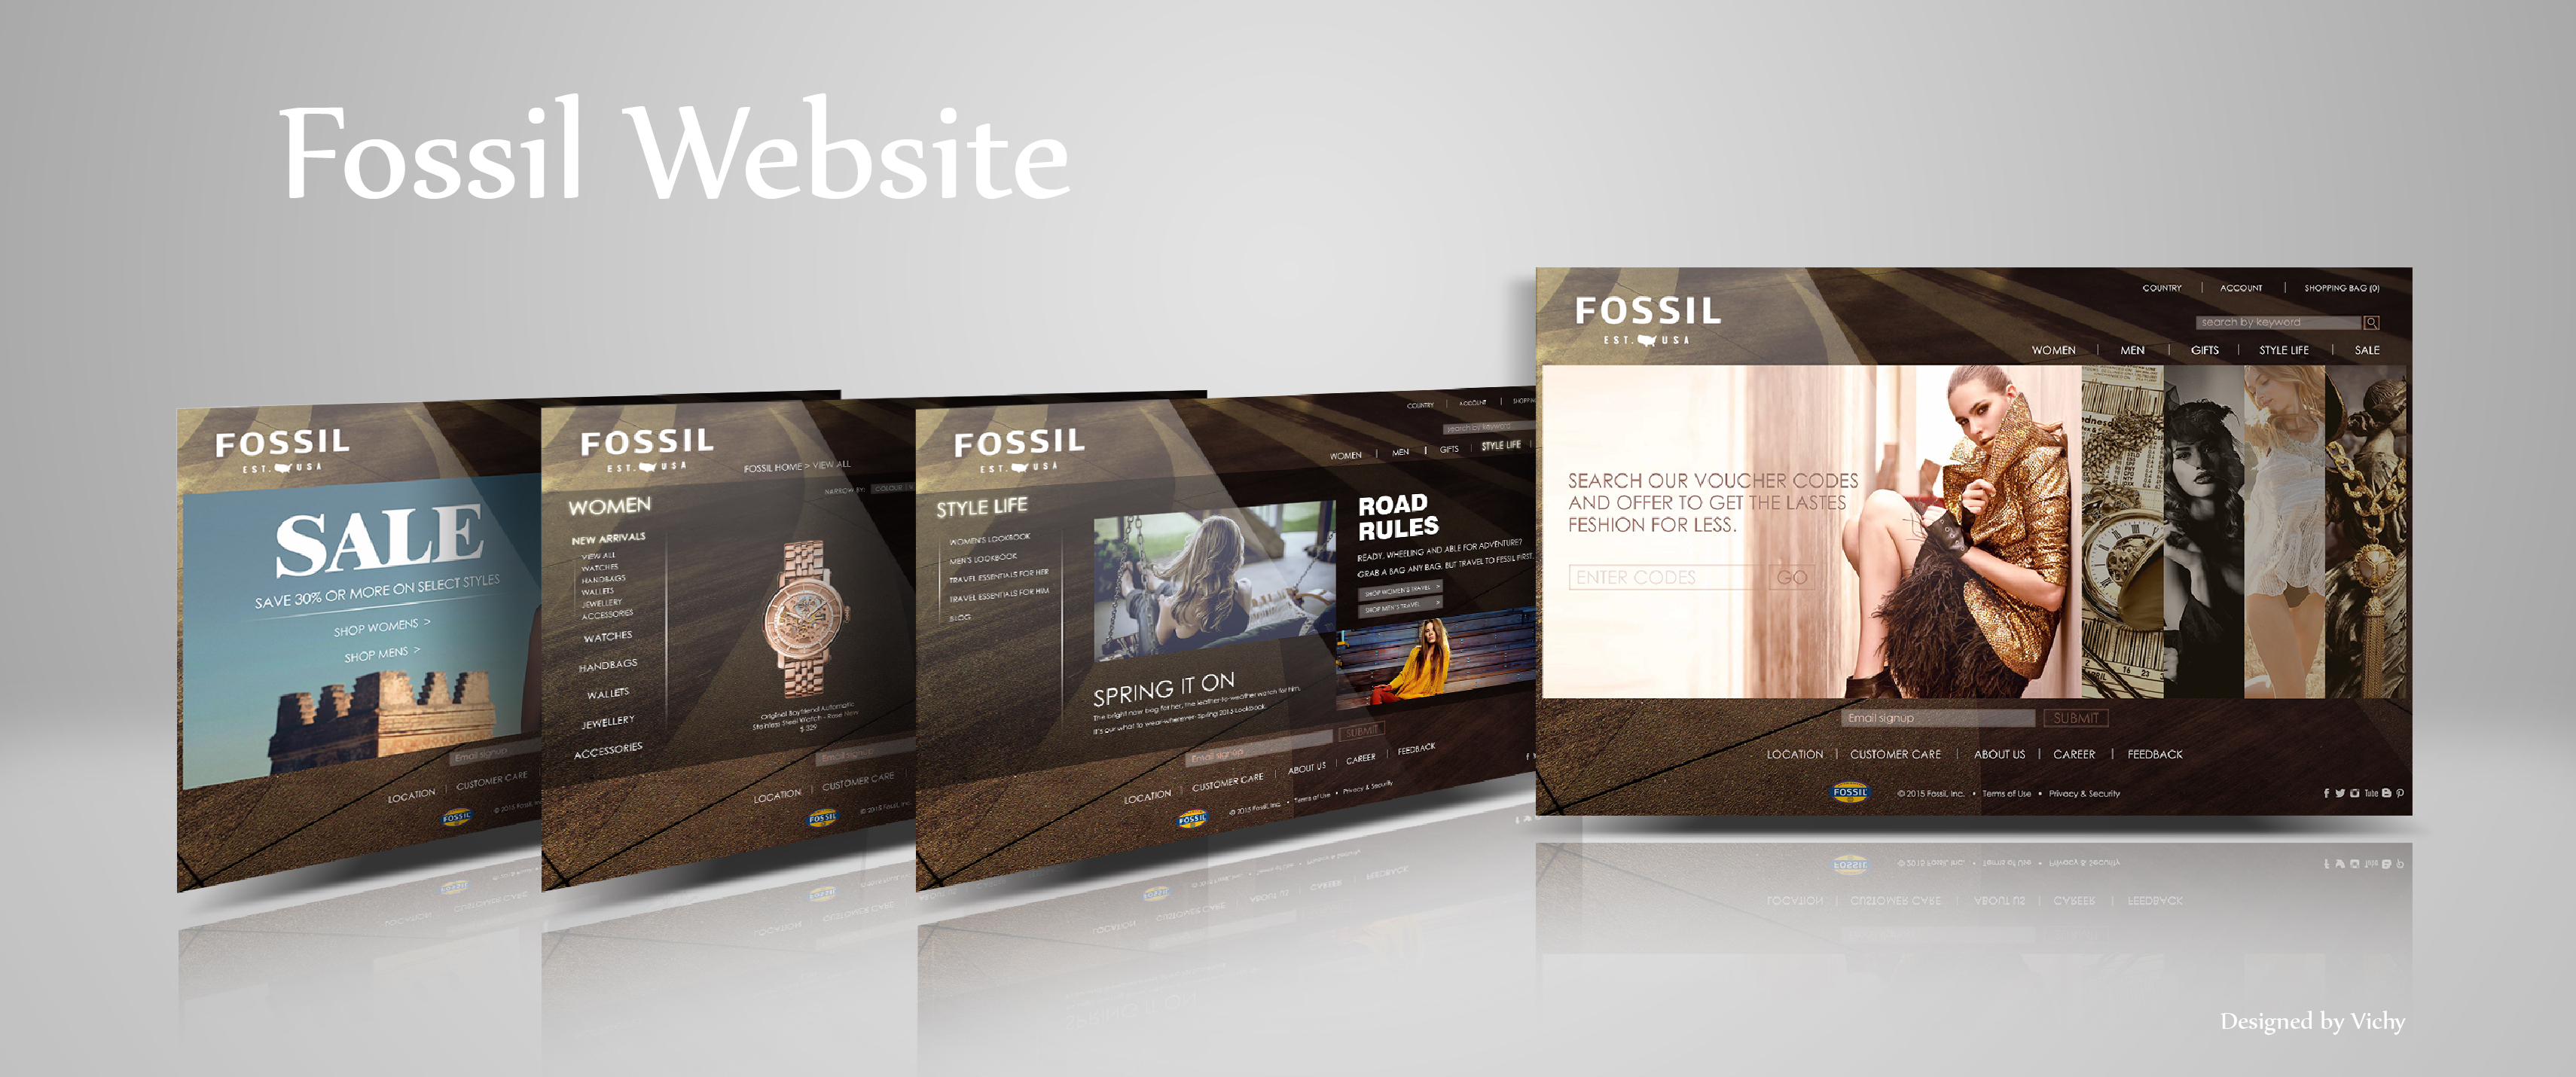 Fossil Website
FOSSIL
EST. USA
SALE
SAVE 30% OR MORE ON SELECT STYLES
SHOP WOMENS >
SHOP MENS >
Email signup
LOCATION | CUSTOMER CARE
FOSSIL
© 2015 Fossil, Inc.
FOSSIL
EST. USA
FOSSIL HOME > VIEW ALL
NARROW BY: COLOUR
WOMEN
NEW ARRIVALS
VIEW ALL
WATCHES
HANDBAGS
WALLETS
JEWELLERY
ACCESSORIES
WATCHES
HANDBAGS
WALLETS
JEWELLERY
ACCESSORIES
Original Boyfriend Automatic
Stainless Steel Watch - Rose New
$ 329
Email signup
LOCATION | CUSTOMER CARE
FOSSIL
© 2015 Fossil, Inc.
FOSSIL
EST. USA
COUNTRY | ACCOUNT |
search by keyword
WOMEN | MEN | GIFTS | STYLE LIFE
STYLE LIFE
WOMEN'S LOOKBOOK
MEN'S LOOKBOOK
TRAVEL ESSENTIALS FOR HER
TRAVEL ESSENTIALS FOR HIM
BLOG
ROAD
RULES
READY, WHEELING AND ABLE FOR ADVENTURE?
GRAB A BAG ANY BAG, BUT TRAVEL TO FESSIL FIRST.
SHOP WOMEN'S TRAVEL >
SHOP MEN'S TRAVEL >
SPRING IT ON
The bright now bag for her, the leather-to-weather watch for him.
It's our what to wear-wherever-Spring 2015 Lookbook.
Email signup SUBMIT
LOCATION | CUSTOMER CARE | ABOUT US | CAREER | FEEDBACK
FOSSIL
© 2015 Fossil, Inc. • Terms of Use • Privacy & Security
FOSSIL
EST. USA
COUNTRY | ACCOUNT | SHOPPING BAG (0)
search by keyword
WOMEN | MEN | GIFTS | STYLE LIFE | SALE
SEARCH OUR VOUCHER CODES
AND OFFER TO GET THE LASTES
FESHION FOR LESS.
ENTER CODES GO
Email signup SUBMIT
LOCATION | CUSTOMER CARE | ABOUT US | CAREER | FEEDBACK
FOSSIL
© 2015 Fossil, Inc. • Terms of Use • Privacy & Security
Designed by Vichy